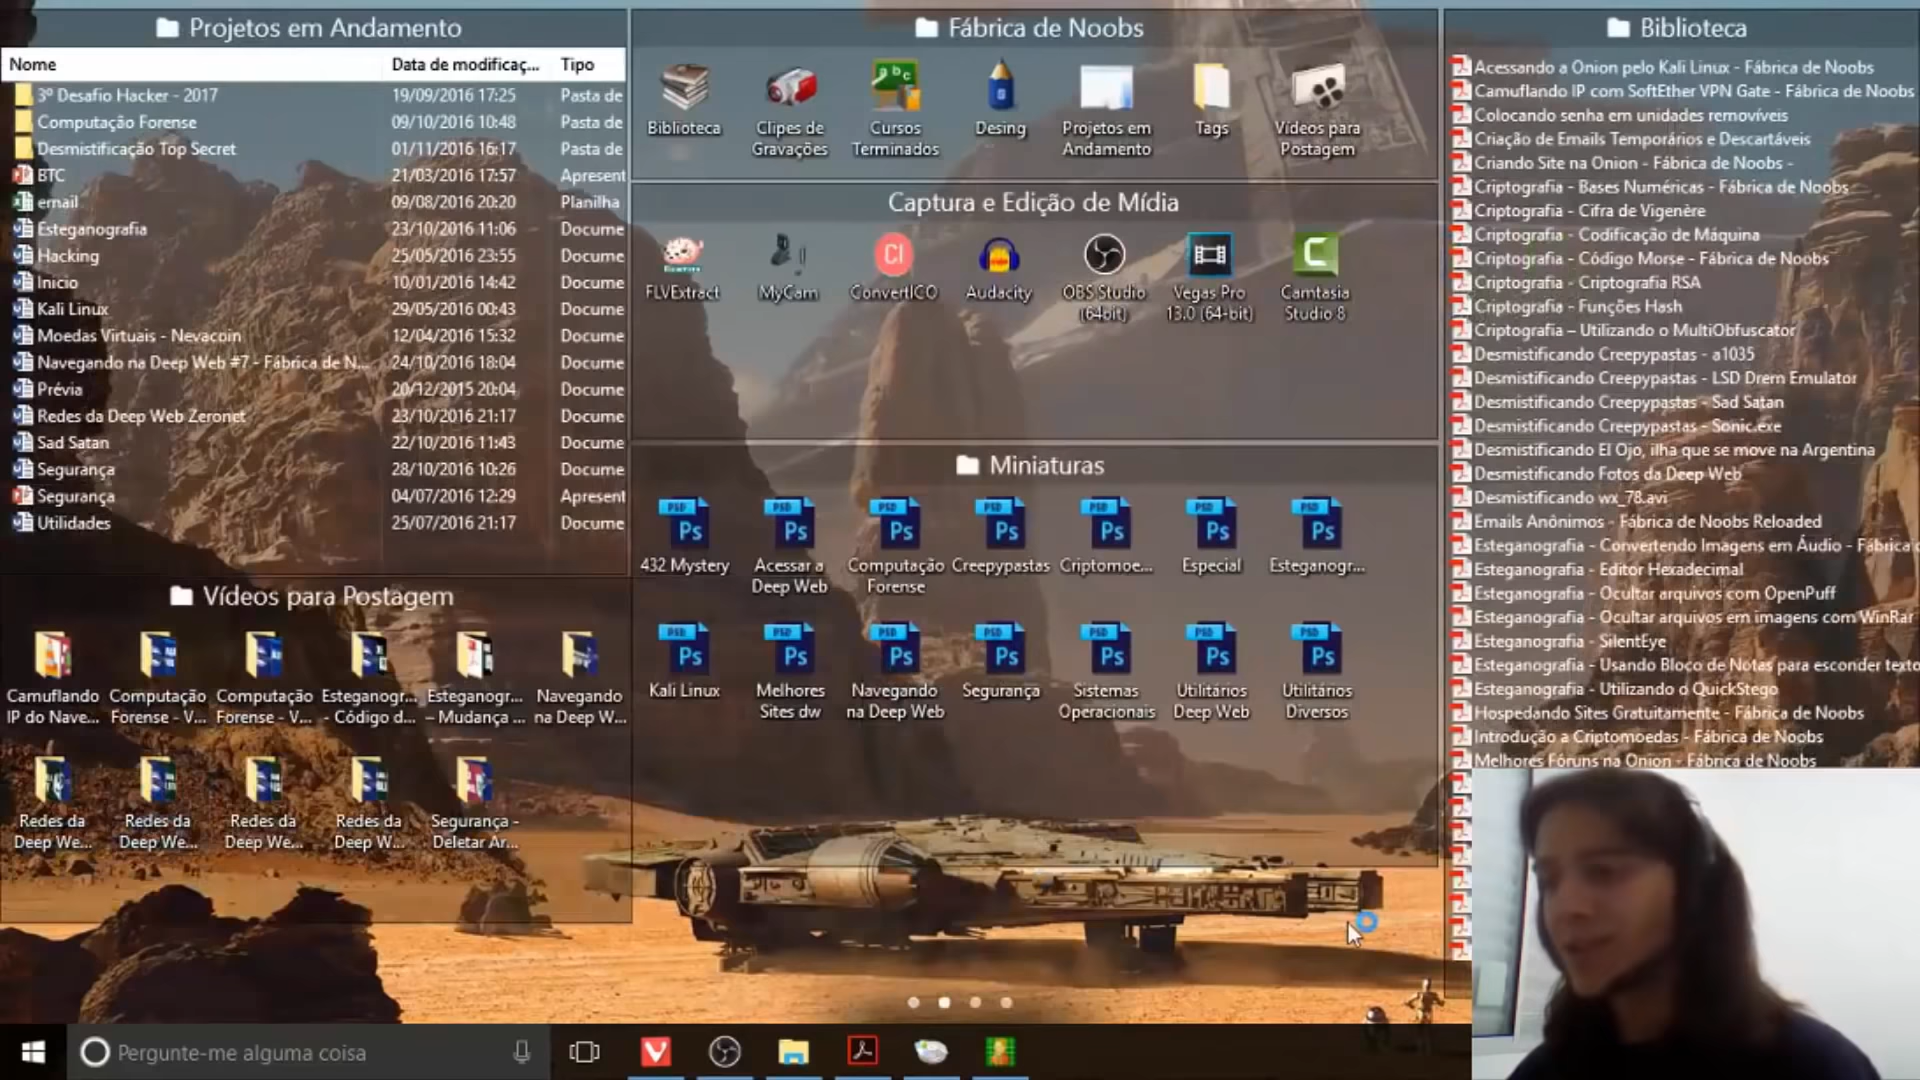 Projetos em Andamento
Nome Data de modificaç... Tipo
3º Desafio Hacker - 2017 19/09/2016 17:25 Pasta de
Computação Forense 09/10/2016 10:48 Pasta de
Desmistificação Top Secret 01/11/2016 16:17 Pasta de
BTC 21/03/2016 17:57 Apresent
email 09/08/2016 20:20 Planilha
Esteganografia 23/10/2016 11:06 Docume
Hacking 25/05/2016 23:55 Docume
Inicio 10/01/2016 14:42 Docume
Kali Linux 29/05/2016 00:43 Docume
Moedas Virtuais - Nevacoin 12/04/2016 15:32 Docume
Navegando na Deep Web #7 - Fábrica de N... 24/10/2016 18:04 Docume
Prévia 20/12/2015 20:04 Docume
Redes da Deep Web Zeronet 23/10/2016 21:17 Docume
Sad Satan 22/10/2016 11:43 Docume
Segurança 28/10/2016 10:26 Docume
Segurança 04/07/2016 12:29 Apresent
Utilidades 25/07/2016 21:17 Docume
Vídeos para Postagem
Camuflando Computação Computação Esteganogr... Esteganogr... Navegando
IP do Nave... Forense - V... Forense - V... - Código d... – Mudança ... na Deep W...
Redes da Redes da Redes da Redes da Segurança -
Deep We... Deep We... Deep We... Deep W... Deletar Ar...
Fábrica de Noobs
Biblioteca Clipes de Cursos Desing Projetos em Tags Vídeos para
Gravações Terminados Andamento Postagem
Captura e Edição de Mídia
FLVExtract MyCam ConvertICO Audacity OBS Studio Vegas Pro Camtasia
(64bit) 13.0 (64-bit) Studio 8
Miniaturas
432 Mystery Acessar a Computação Creepypastas Criptomoe... Especial Esteganogr...
Deep Web Forense
Kali Linux Melhores Navegando Segurança Sistemas Utilitários Utilitários
Sites dw na Deep Web Operacionais Deep Web Diversos
Biblioteca
Acessando a Onion pelo Kali Linux - Fábrica de Noobs
Camuflando IP com SoftEther VPN Gate - Fábrica de Noobs
Colocando senha em unidades removíveis
Criação de Emails Temporários e Descartáveis
Criando Site na Onion - Fábrica de Noobs -
Criptografia - Bases Numéricas - Fábrica de Noobs
Criptografia - Cifra de Vigenère
Criptografia - Codificação de Máquina
Criptografia - Código Morse - Fábrica de Noobs
Criptografia - Criptografia RSA
Criptografia - Funções Hash
Criptografia – Utilizando o MultiObfuscator
Desmistificando Creepypastas - a1035
Desmistificando Creepypastas - LSD Drem Emulator
Desmistificando Creepypastas - Sad Satan
Desmistificando Creepypastas - Sonic.exe
Desmistificando El Ojo, ilha que se move na Argentina
Desmistificando Fotos da Deep Web
Desmistificando wx_78.avi
Emails Anônimos - Fábrica de Noobs Reloaded
Esteganografia - Convertendo Imagens em Áudio - Fábrica
Esteganografia - Editor Hexadecimal
Esteganografia - Ocultar arquivos com OpenPuff
Esteganografia - Ocultar arquivos em imagens com WinRar
Esteganografia - SilentEye
Esteganografia - Usando Bloco de Notas para esconder texto
Esteganografia - Utilizando o QuickStego
Hospedando Sites Gratuitamente - Fábrica de Noobs
Introdução a Criptomoedas - Fábrica de Noobs
Melhores Fóruns na Onion - Fábrica de Noobs
Pergunte-me alguma coisa